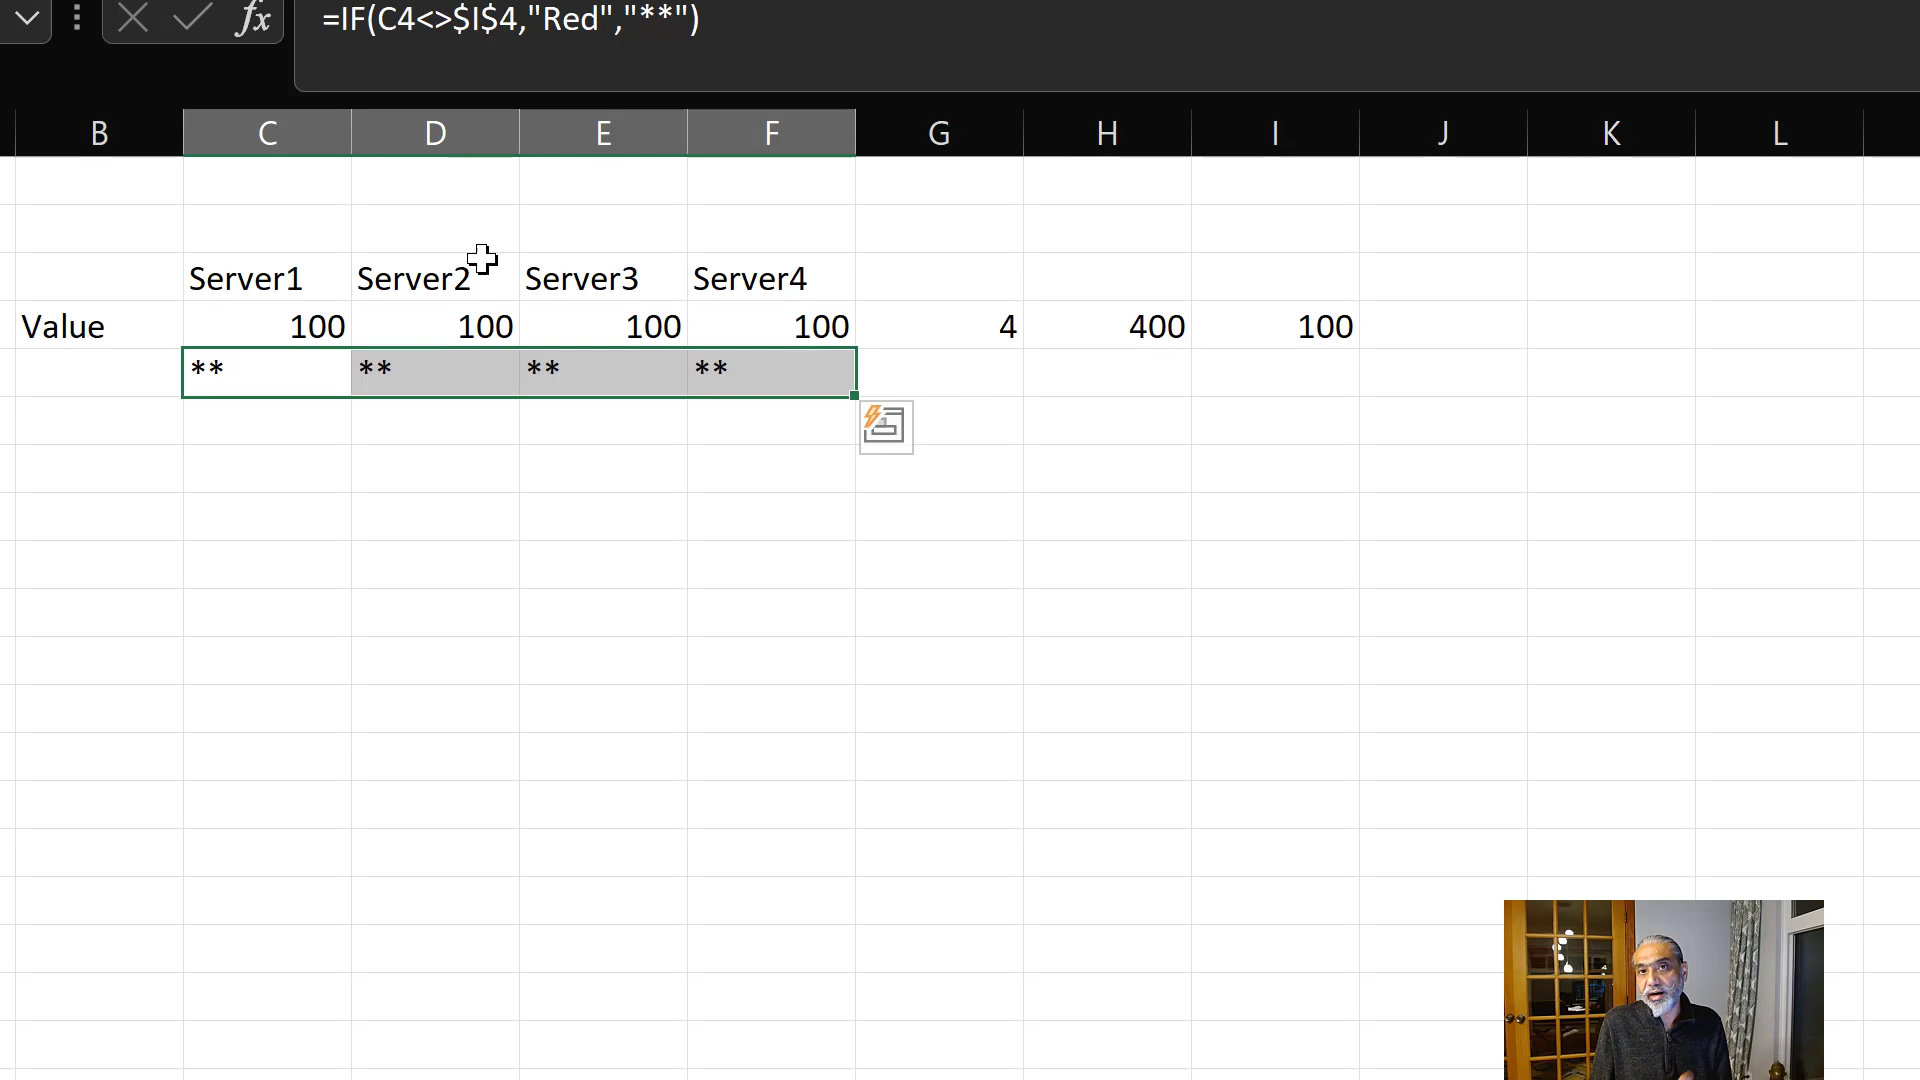 =IF(C4<>$I$4,"Red","**")
B C D E F G H I J K L
Server1 Server2 Server3 Server4
Value 100 100 100 100 4 400 100
** ** ** **